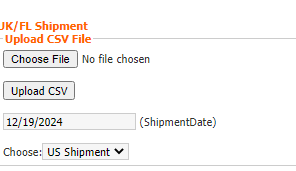 JK/FL Shipment
Upload CSV File
Choose File No file chosen
Upload CSV
12/19/2024 (ShipmentDate)
Choose: US Shipment